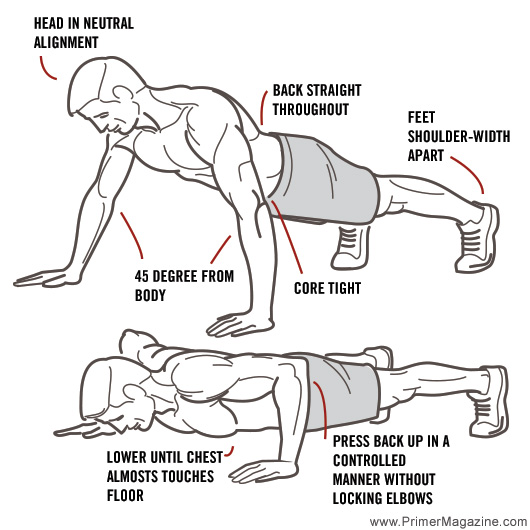 HEAD IN NEUTRAL
ALIGNMENT
BACK STRAIGHT
THROUGHOUT
FEET
SHOULDER-WIDTH
APART
45 DEGREE FROM
BODY
CORE TIGHT
LOWER UNTIL CHEST
ALMOSTS TOUCHES
FLOOR
PRESS BACK UP IN A
CONTROLLED
MANNER WITHOUT
LOCKING ELBOWS
www.PrimerMagazine.com